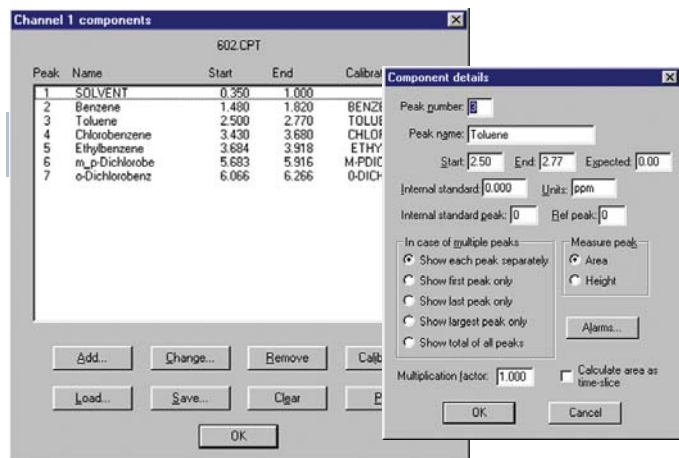 Channel 1 components
602.CPT
Peak Name Start End Calibrat
1 SOLVENT 0.350 1.000
2 Benzene 1.480 1.820 BENZE
3 Toluene 2.500 2.770 TOLUE
4 Chlorobenzene 3.430 3.680 CHLOF
5 Ethylbenzene 3.684 3.918 ETHY
6 m_p-Dichlorobe 5.683 5.916 M-PDIC
7 o-Dichlorobenz 6.066 6.266 0-DICH
Add... Change... Remove Calib
Load... Save... Clear P
OK
Component details
Peak number: 3
Peak name: Toluene
Start: 2.50 End: 2.77 Expected: 0.00
Internal standard: 0.000 Units: ppm
Internal standard peak: 0 Ref peak: 0
In case of multiple peaks
Show each peak separately
Show first peak only
Show last peak only
Show largest peak only
Show total of all peaks
Measure peak
Area
Height
Alarms...
Multiplication factor: 1.000
Calculate area as
time-slice
OK Cancel